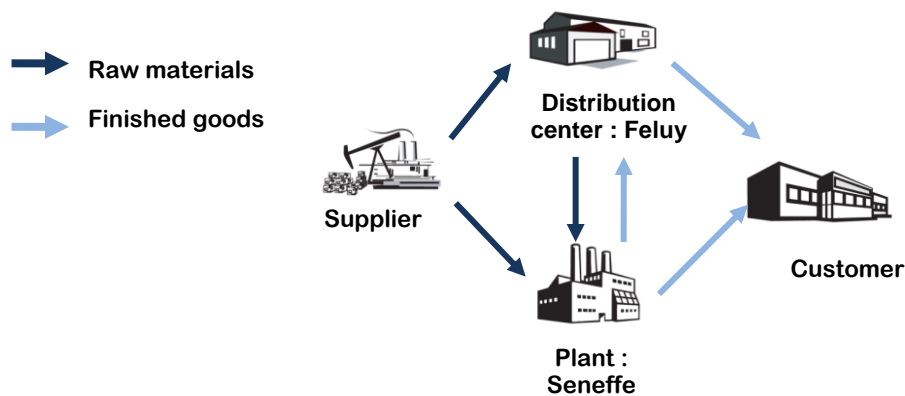 Raw materials
Finished goods
Distribution
center : Feluy
Supplier
Customer
Plant :
Seneffe